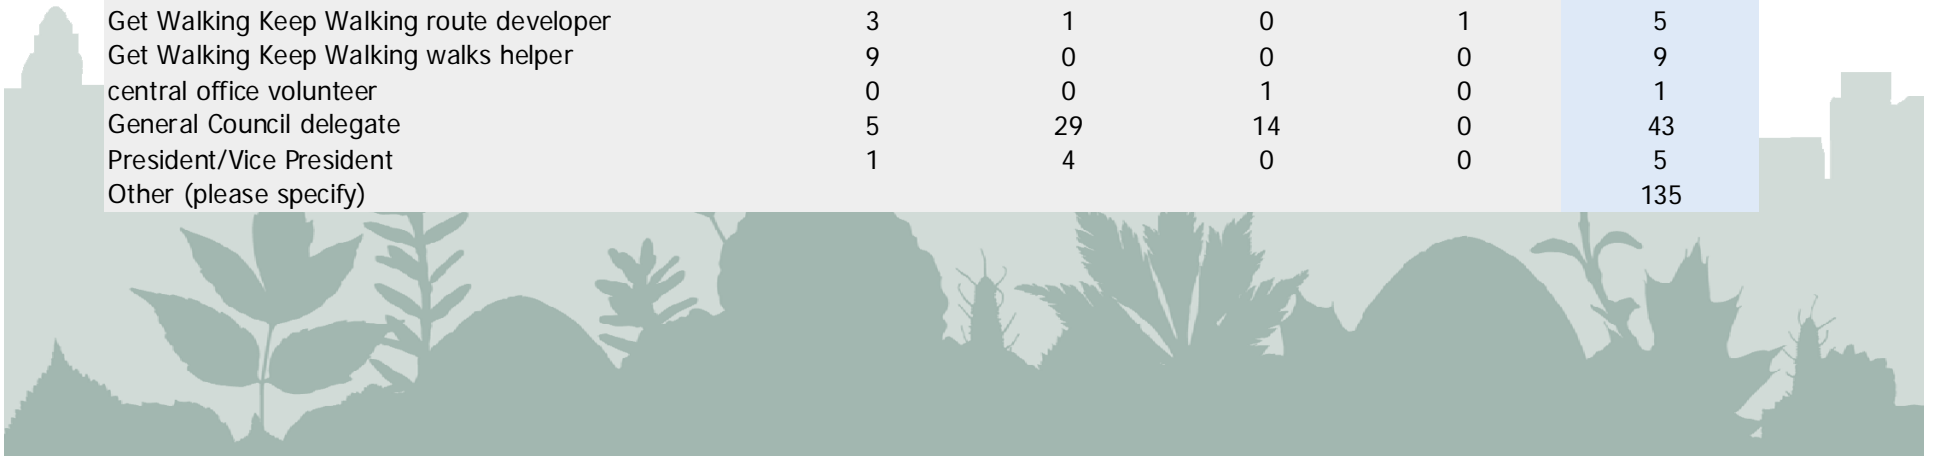 Get Walking Keep Walking route developer 3 1 0 1 5
Get Walking Keep Walking walks helper 9 0 0 0 9
central office volunteer 0 0 1 0 1
General Council delegate 5 29 14 0 43
President/Vice President 1 4 0 0 5
Other (please specify) 135